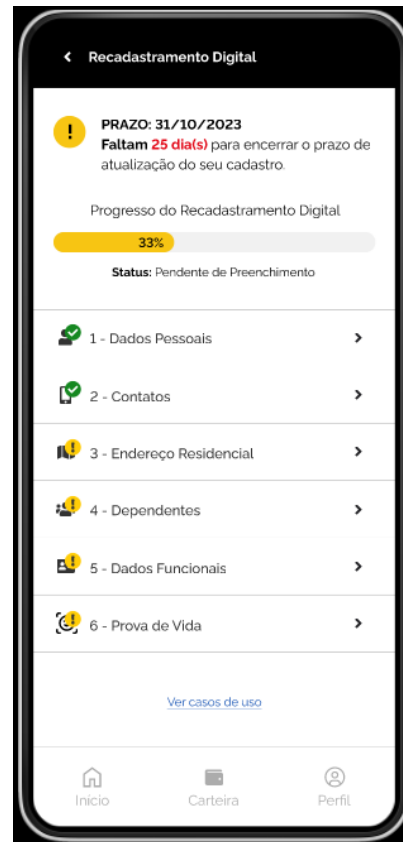 Recadastramento Digital
PRAZO: 31/10/2023
Faltam 25 dia(s) para encerrar o prazo de
atualização do seu cadastro.
Progresso do Recadastramento Digital
33%
Status: Pendente de Preenchimento
1 - Dados Pessoais
2 - Contatos
3 - Endereço Residencial
4 - Dependentes
5 - Dados Funcionais
6 - Prova de Vida
Ver casos de uso
Início
Carteira
Perfil